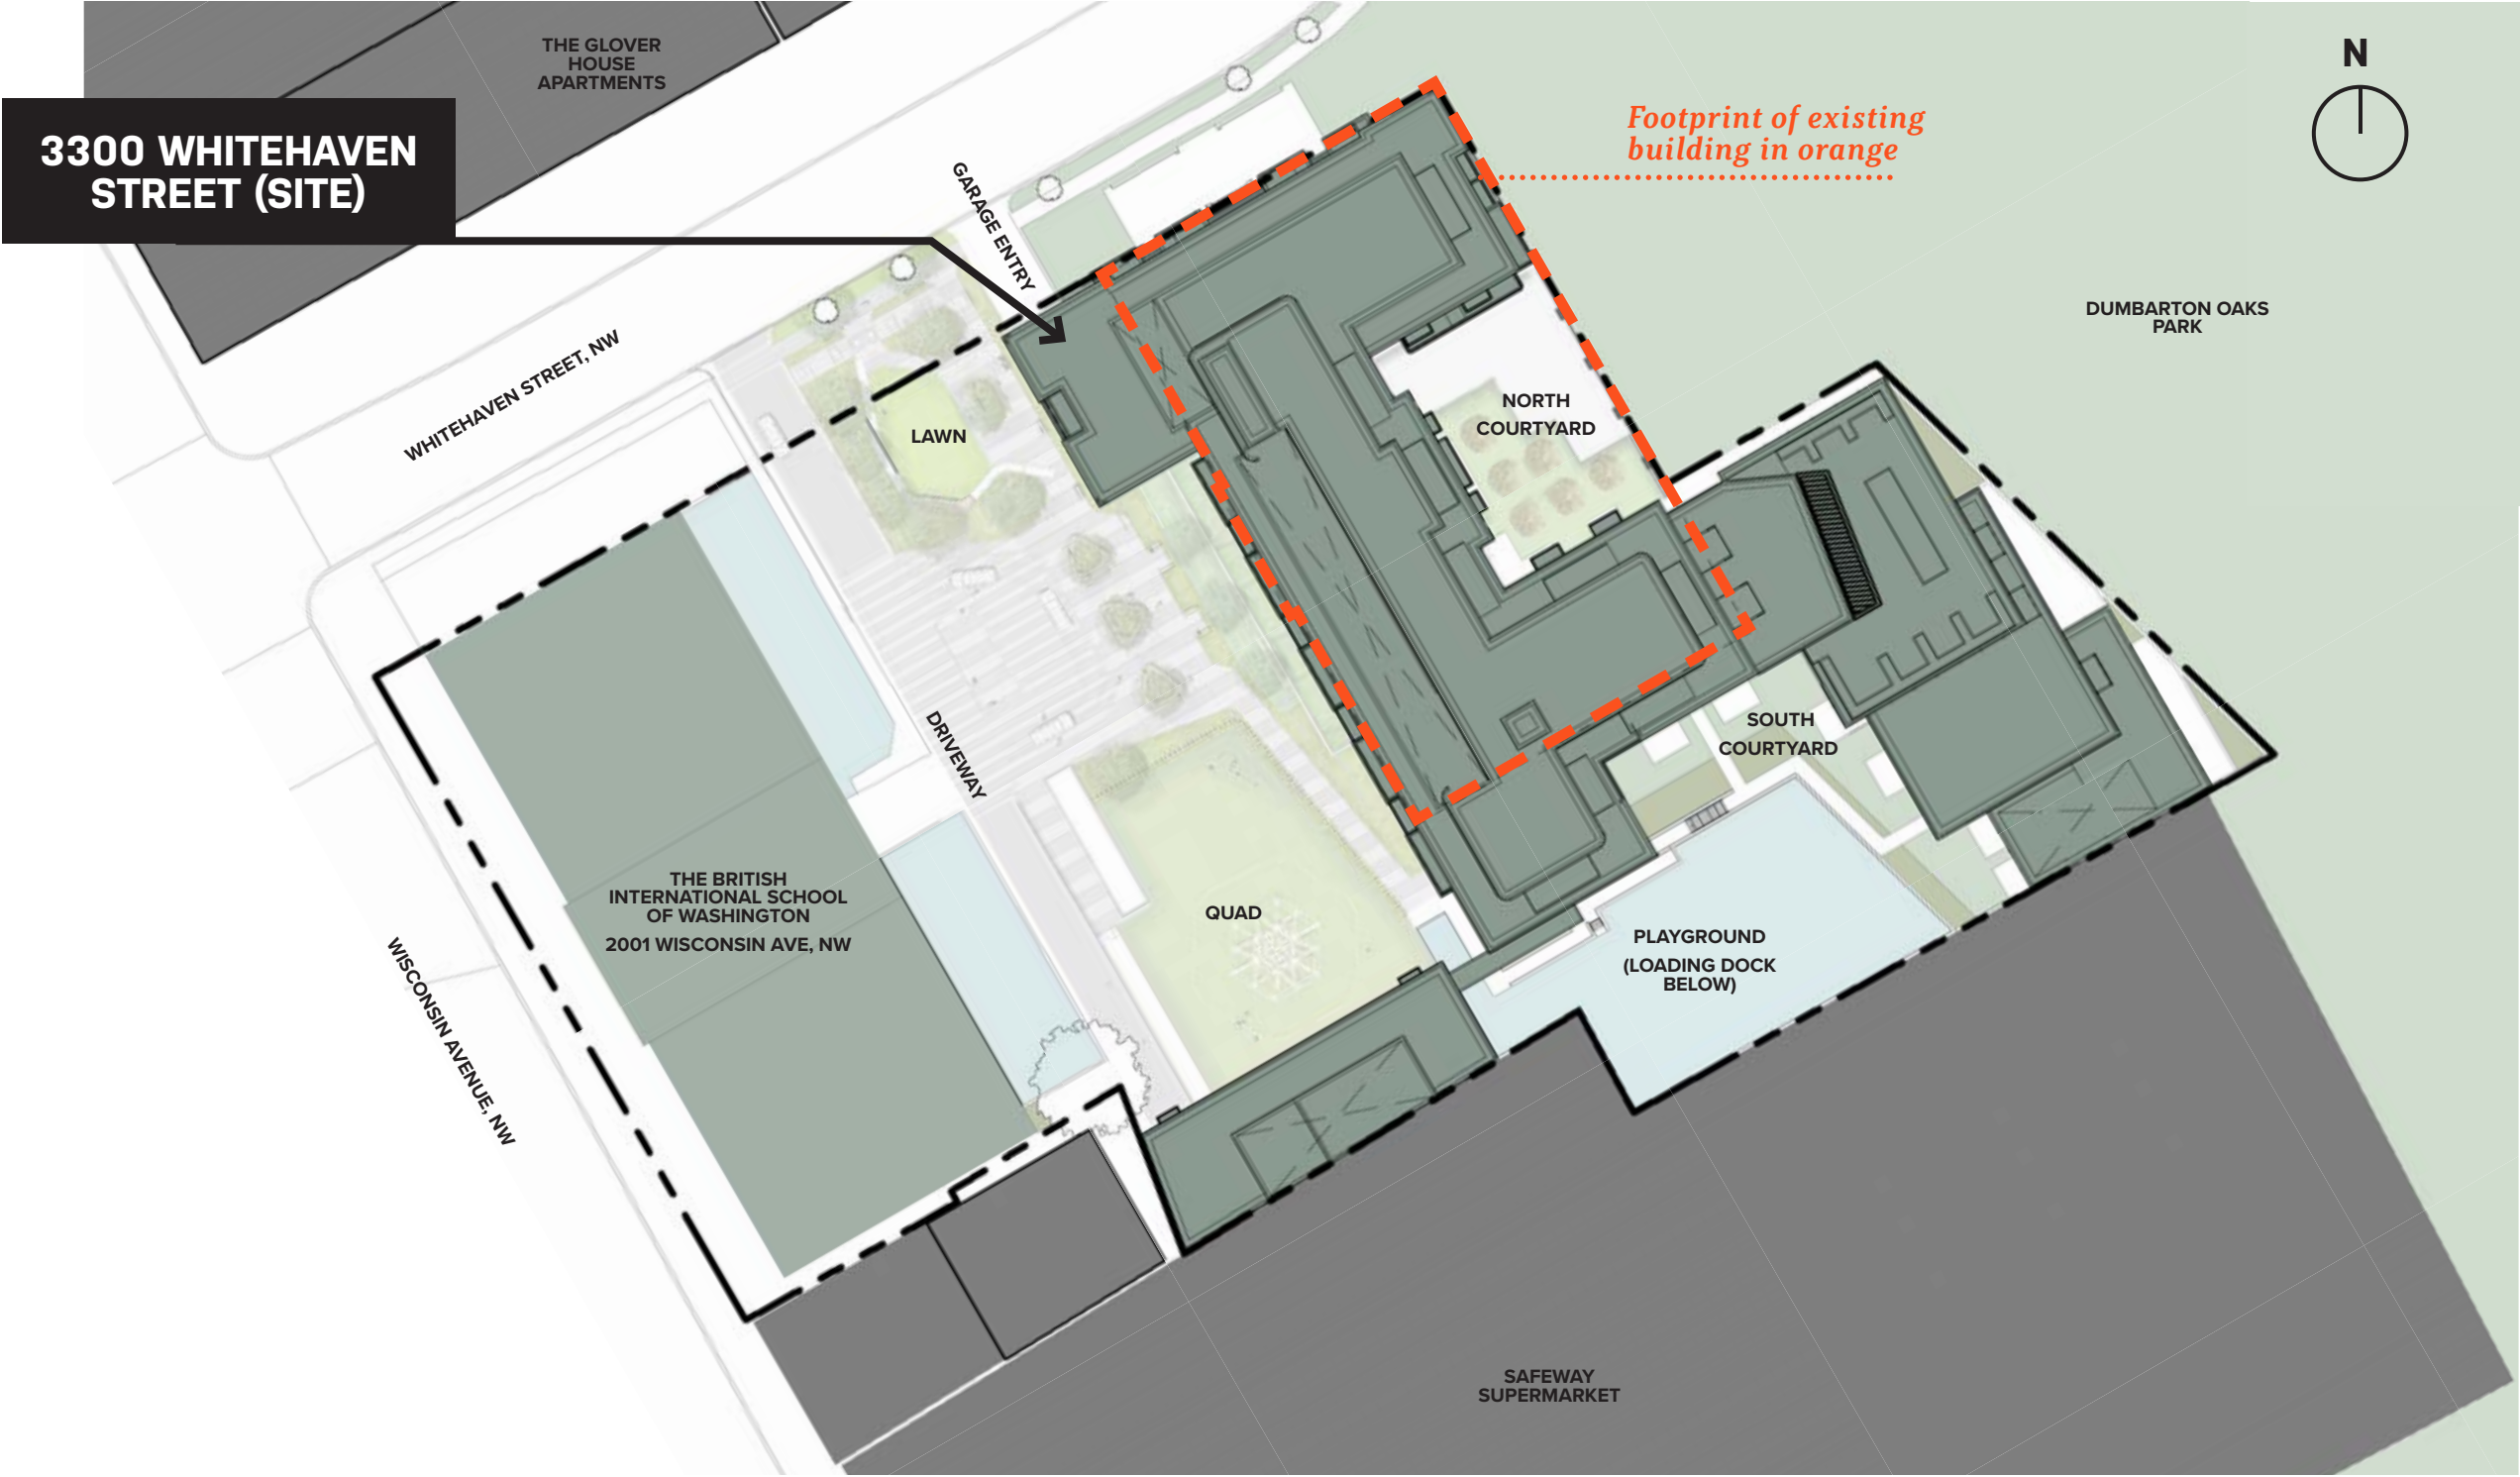 THE GLOVER
HOUSE
APARTMENTS
3300 WHITEHAVEN
STREET (SITE)
N
Footprint of existing
building in orange
GARAGE ENTRY
DUMBARTON OAKS
PARK
WHITEHAVEN STREET, NW
LAWN
NORTH
COURTYARD
DRIVEWAY
SOUTH
COURTYARD
THE BRITISH
INTERNATIONAL SCHOOL
OF WASHINGTON
2001 WISCONSIN AVE, NW
QUAD
PLAYGROUND
(LOADING DOCK
BELOW)
WISCONSIN AVENUE, NW
SAFEWAY
SUPERMARKET